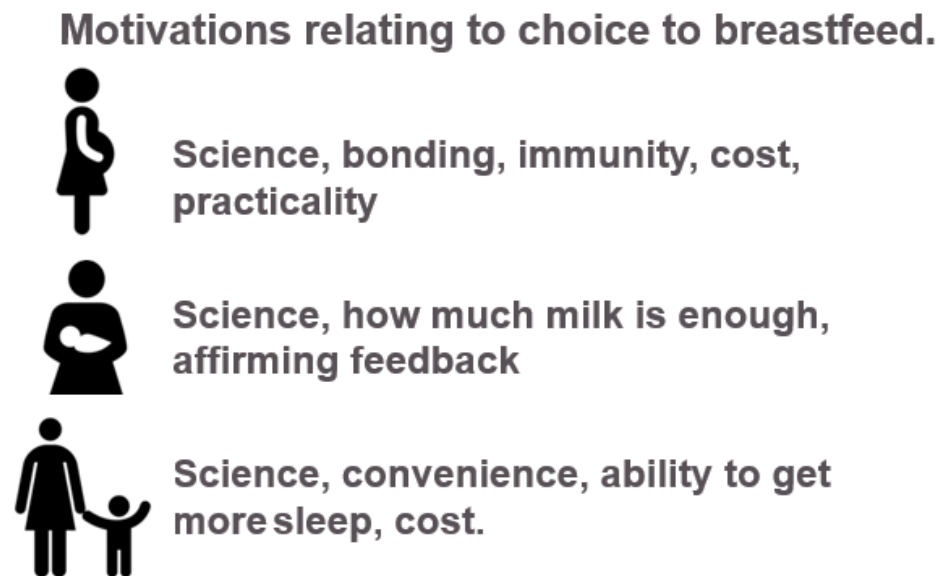 Motivations relating to choice to breastfeed.
Science, bonding, immunity, cost,
practicality
Science, how much milk is enough,
affirming feedback
Science, convenience, ability to get
more sleep, cost.